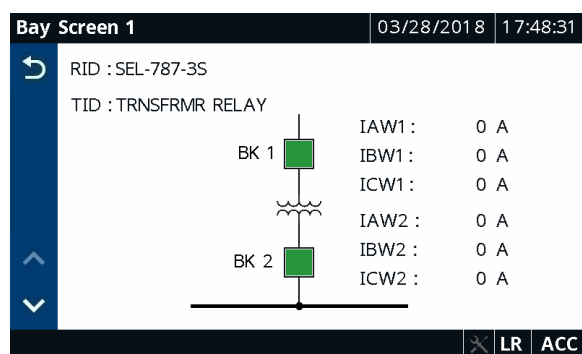 Bay Screen 1 03/28/2018 17:48:31
RID : SEL-787-3S
TID : TRNSFRMR RELAY
IAW1 : 0 A
BK 1 IBW1 : 0 A
ICW1 : 0 A
IAW2 : 0 A
BK 2 IBW2 : 0 A
ICW2 : 0 A
LR ACC